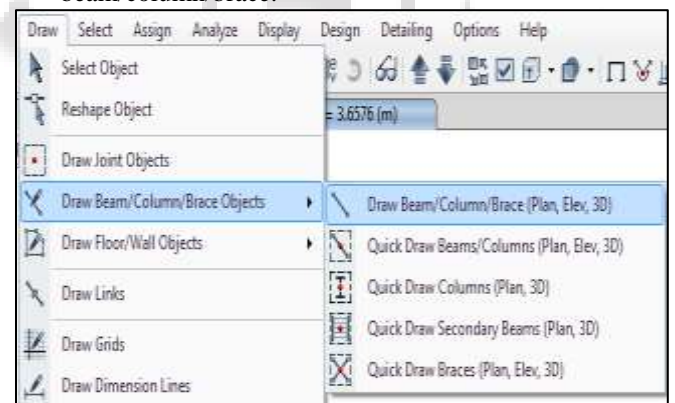 beam/column/brace.
Draw Select Assign Analyze Display Design Detailing Options Help
Select Object
Reshape Object
= 3.6576 (m)
Draw Joint Objects
Draw Beam/Column/Brace Objects
Draw Beam/Column/Brace (Plan, Elev, 3D)
Draw Floor/Wall Objects
Quick Draw Beams/Columns (Plan, Elev, 3D)
Draw Links
Quick Draw Columns (Plan, 3D)
Quick Draw Secondary Beams (Plan, 3D)
Draw Grids
Quick Draw Braces (Plan, Elev, 3D)
Draw Dimension Lines